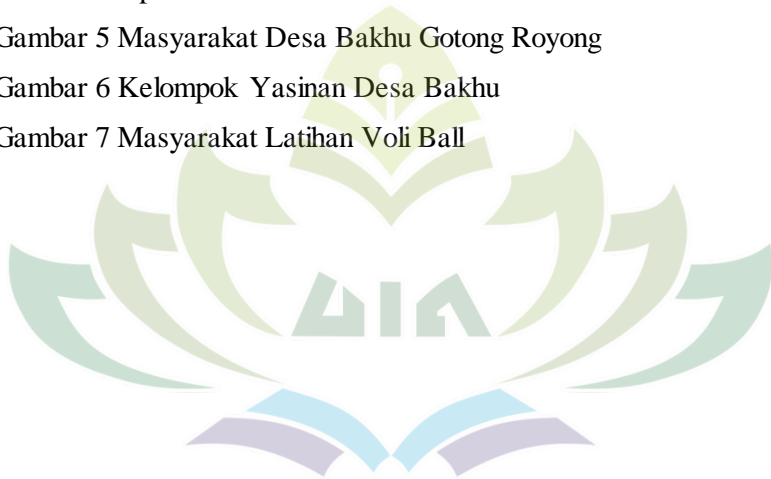 Gambar 5 Masyarakat Desa Bakhu Gotong Royong
Gambar 6 Kelompok Yasinan Desa Bakhu
Gambar 7 Masyarakat Latihan Voli Ball
UIN